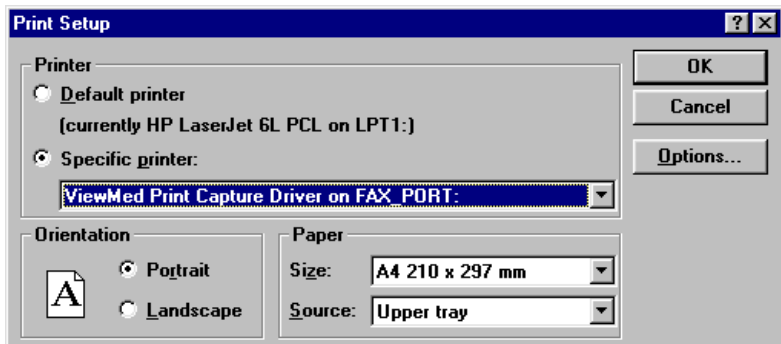 Print Setup
? X
Printer
Default printer
(currently HP LaserJet 6L PCL on LPT1:)
Specific printer:
ViewMed Print Capture Driver on FAX_PORT:
OK
Cancel
Options...
Orientation
A
Portrait
Landscape
Paper
Size: A4 210 x 297 mm
Source: Upper tray